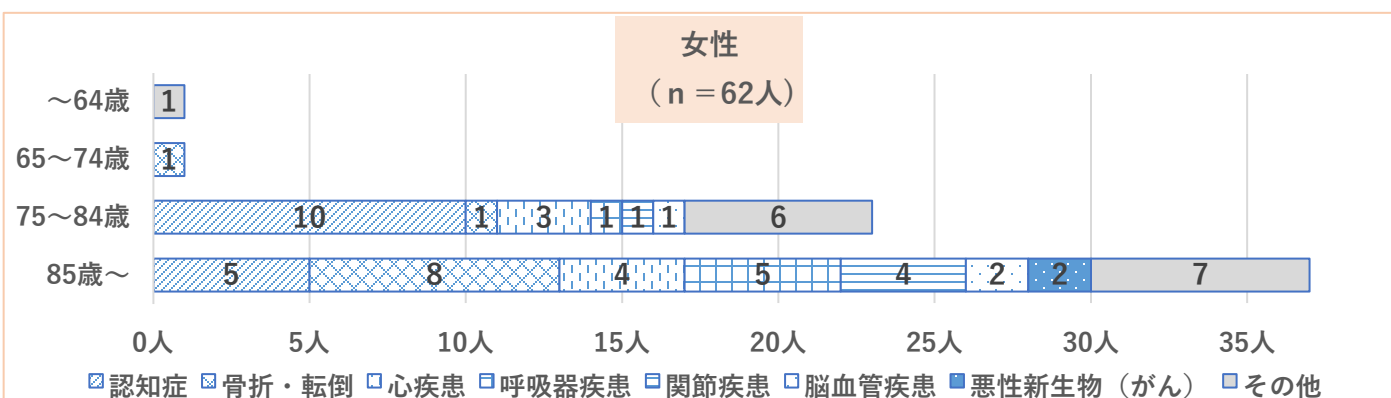 女性
(n=62人)
～64歳 1
65～74歳 1
75～84歳 10 1 3 1 1 1 6
85歳～ 5 8 4 5 4 2 2 7
0人 5人 10人 15人 20人 25人 30人 35人
認知症 骨折・転倒 心疾患 呼吸器疾患 関節疾患 脳血管疾患 悪性新生物（がん） その他